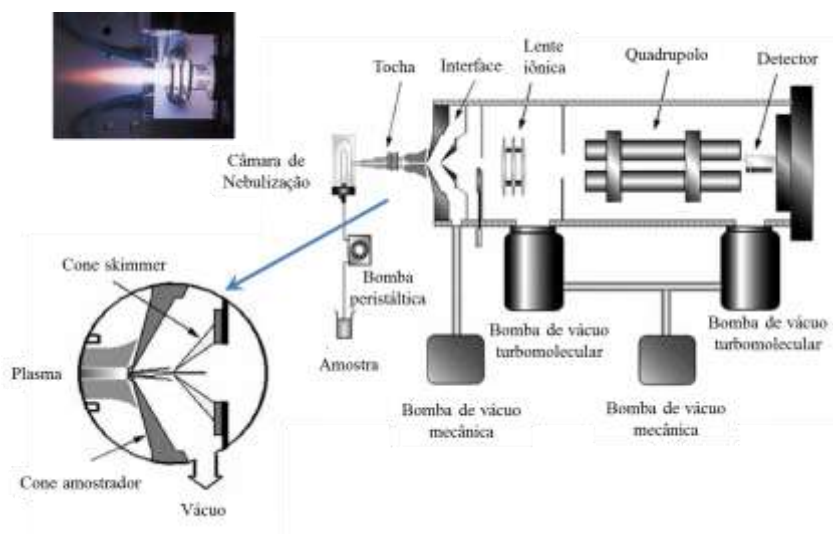 Lente
iônica
Quadrupolo
Detector
Interface
Tocha
Câmara de
Nebulização
Cone skimmer
Bomba
peristáltica
Amostra
Plasma
Cone amostrador
Vácuo
Bomba de vácuo
turbomolecular
Bomba de vácuo
turbomolecular
Bomba de vácuo
mecânica
Bomba de vácuo
mecânica